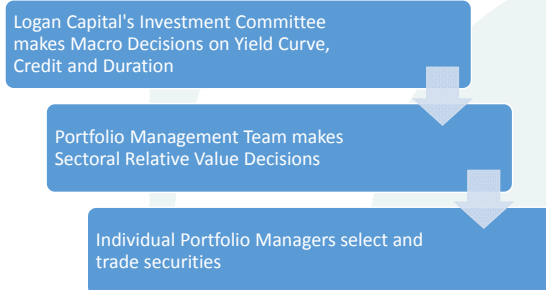 Logan Capital's Investment Committee
makes Macro Decisions on Yield Curve,
Credit and Duration
Portfolio Management Team makes
Sectoral Relative Value Decisions
Individual Portfolio Managers select and
trade securities